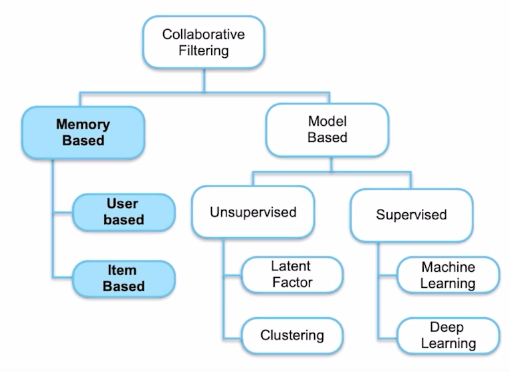 Collaborative
Filtering
Memory
Based
Model
Based
User
based
Item
Based
Unsupervised
Supervised
Latent
Factor
Clustering
Machine
Learning
Deep
Learning